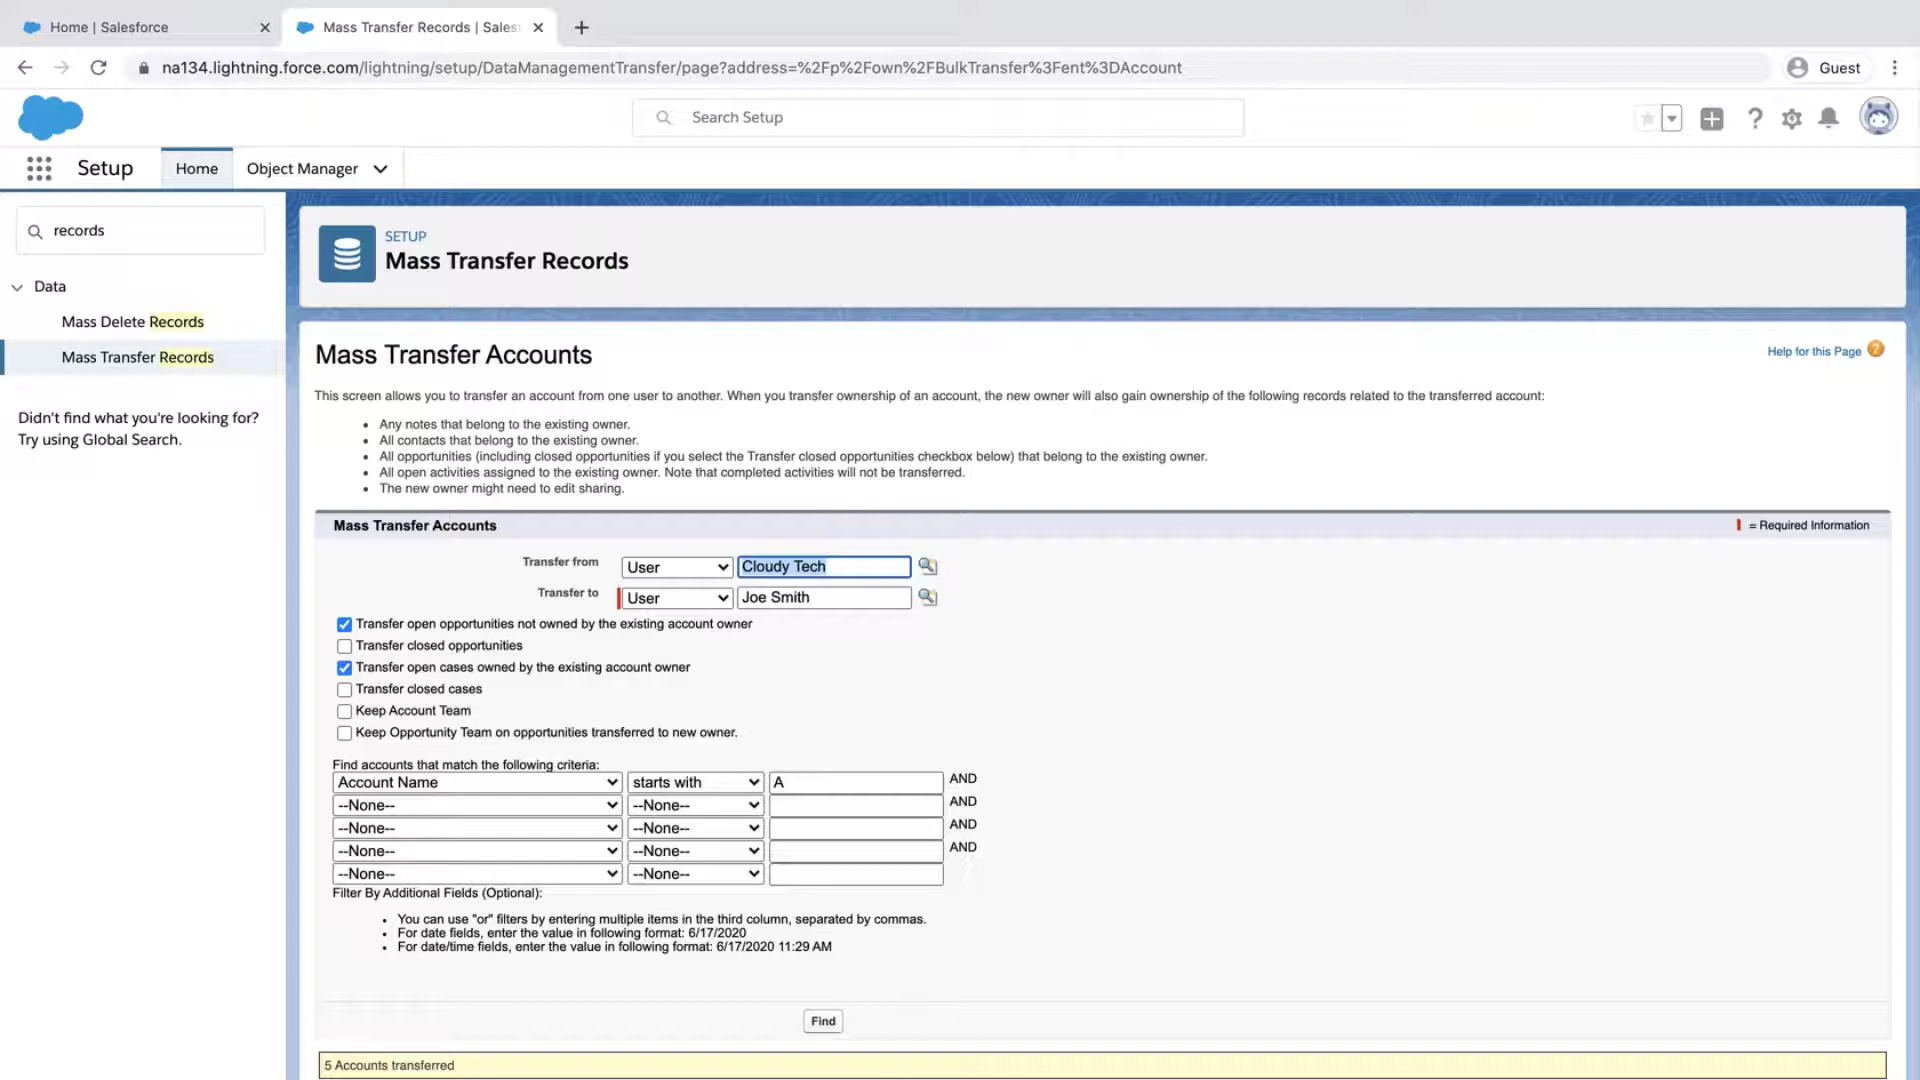 Home | Salesforce
Mass Transfer Records | Sales
na134.lightning.force.com/lightning/setup/DataManagementTransfer/page?address=%2Fp%2Fown%2FBulkTransfer%3Fent%3DAccount
Guest
Search Setup
Setup
Home
Object Manager
records
Data
Mass Delete Records
Mass Transfer Records
Didn't find what you're looking for?
Try using Global Search.
SETUP
Mass Transfer Records
Mass Transfer Accounts
Help for this Page
This screen allows you to transfer an account from one user to another. When you transfer ownership of an account, the new owner will also gain ownership of the following records related to the transferred account:
• Any notes that belong to the existing owner.
• All contacts that belong to the existing owner.
• All opportunities (including closed opportunities if you select the Transfer closed opportunities checkbox below) that belong to the existing owner.
• All open activities assigned to the existing owner. Note that completed activities will not be transferred.
• The new owner might need to edit sharing.
Mass Transfer Accounts
= Required Information
Transfer from User Cloudy Tech
Transfer to User Joe Smith
Transfer open opportunities not owned by the existing account owner
Transfer closed opportunities
Transfer open cases owned by the existing account owner
Transfer closed cases
Keep Account Team
Keep Opportunity Team on opportunities transferred to new owner.
Find accounts that match the following criteria:
Account Name starts with A AND
--None-- --None-- AND
--None-- --None-- AND
--None-- --None-- AND
--None-- --None--
Filter By Additional Fields (Optional):
• You can use "or" filters by entering multiple items in the third column, separated by commas.
• For date fields, enter the value in following format: 6/17/2020
• For date/time fields, enter the value in following format: 6/17/2020 11:29 AM
Find
5 Accounts transferred